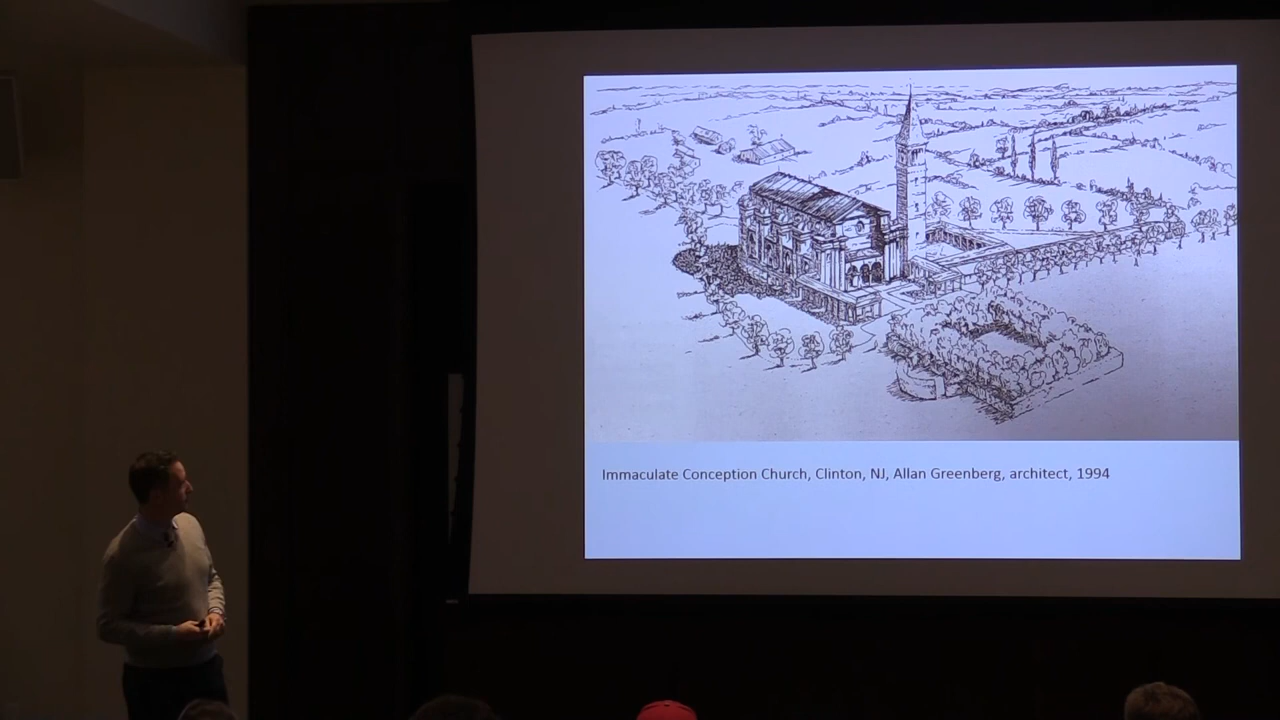 Immaculate Conception Church, Clinton, NJ, Allan Greenberg, architect, 1994